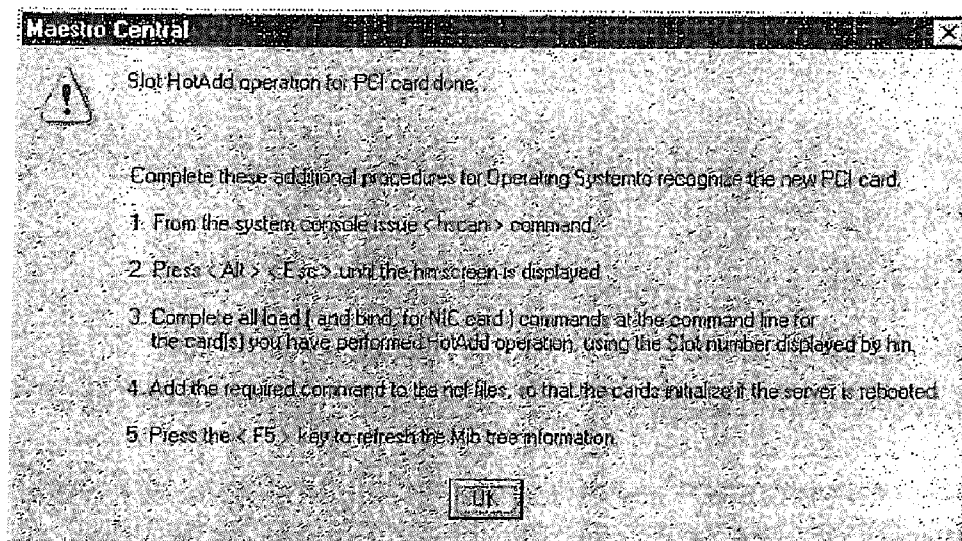 Maestro Central
Slot HotAdd operation for PCI card done.
Complete these additional procedures for Operating Systemto recognize the new PCI card.
1. From the system console issue < hscan > command.
2. Press < Alt > < Esc > until the hin screen is displayed
3. Complete all load ( and bind, for NIC card ) commands at the command line for
the card(s) you have performed HotAdd operation, using the Slot number displayed by hin.
4. Add the required command to the ncf files, so that the cards initialize if the server is rebooted.
5. Press the < F5 > key to refresh the Mib tree information.
OK